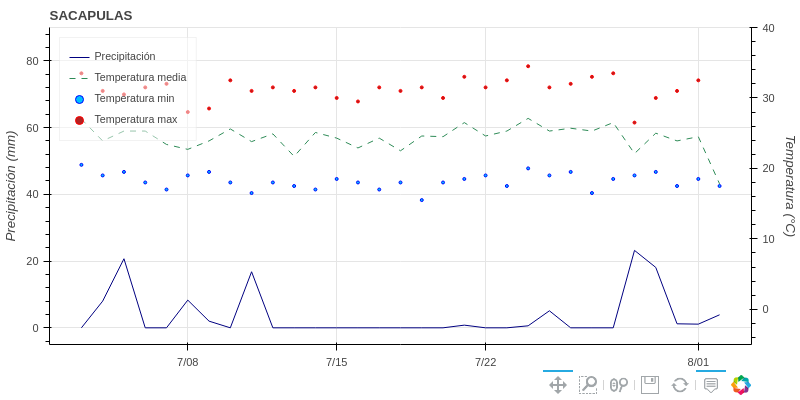 SACAPULAS
Precipitación
Temperatura media
Temperatura min
Temperatura max
Precipitación (mm)
80
60
40
20
0
Temperatura (°C)
40
30
20
10
0
7/08
7/15
7/22
8/01